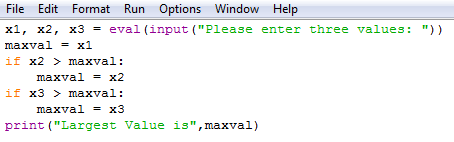 File Edit Format Run Options Window Help
x1, x2, x3 = eval(input("Please enter three values: "))
maxval = x1
if x2 > maxval:
    maxval = x2
if x3 > maxval:
    maxval = x3
print("Largest Value is",maxval)